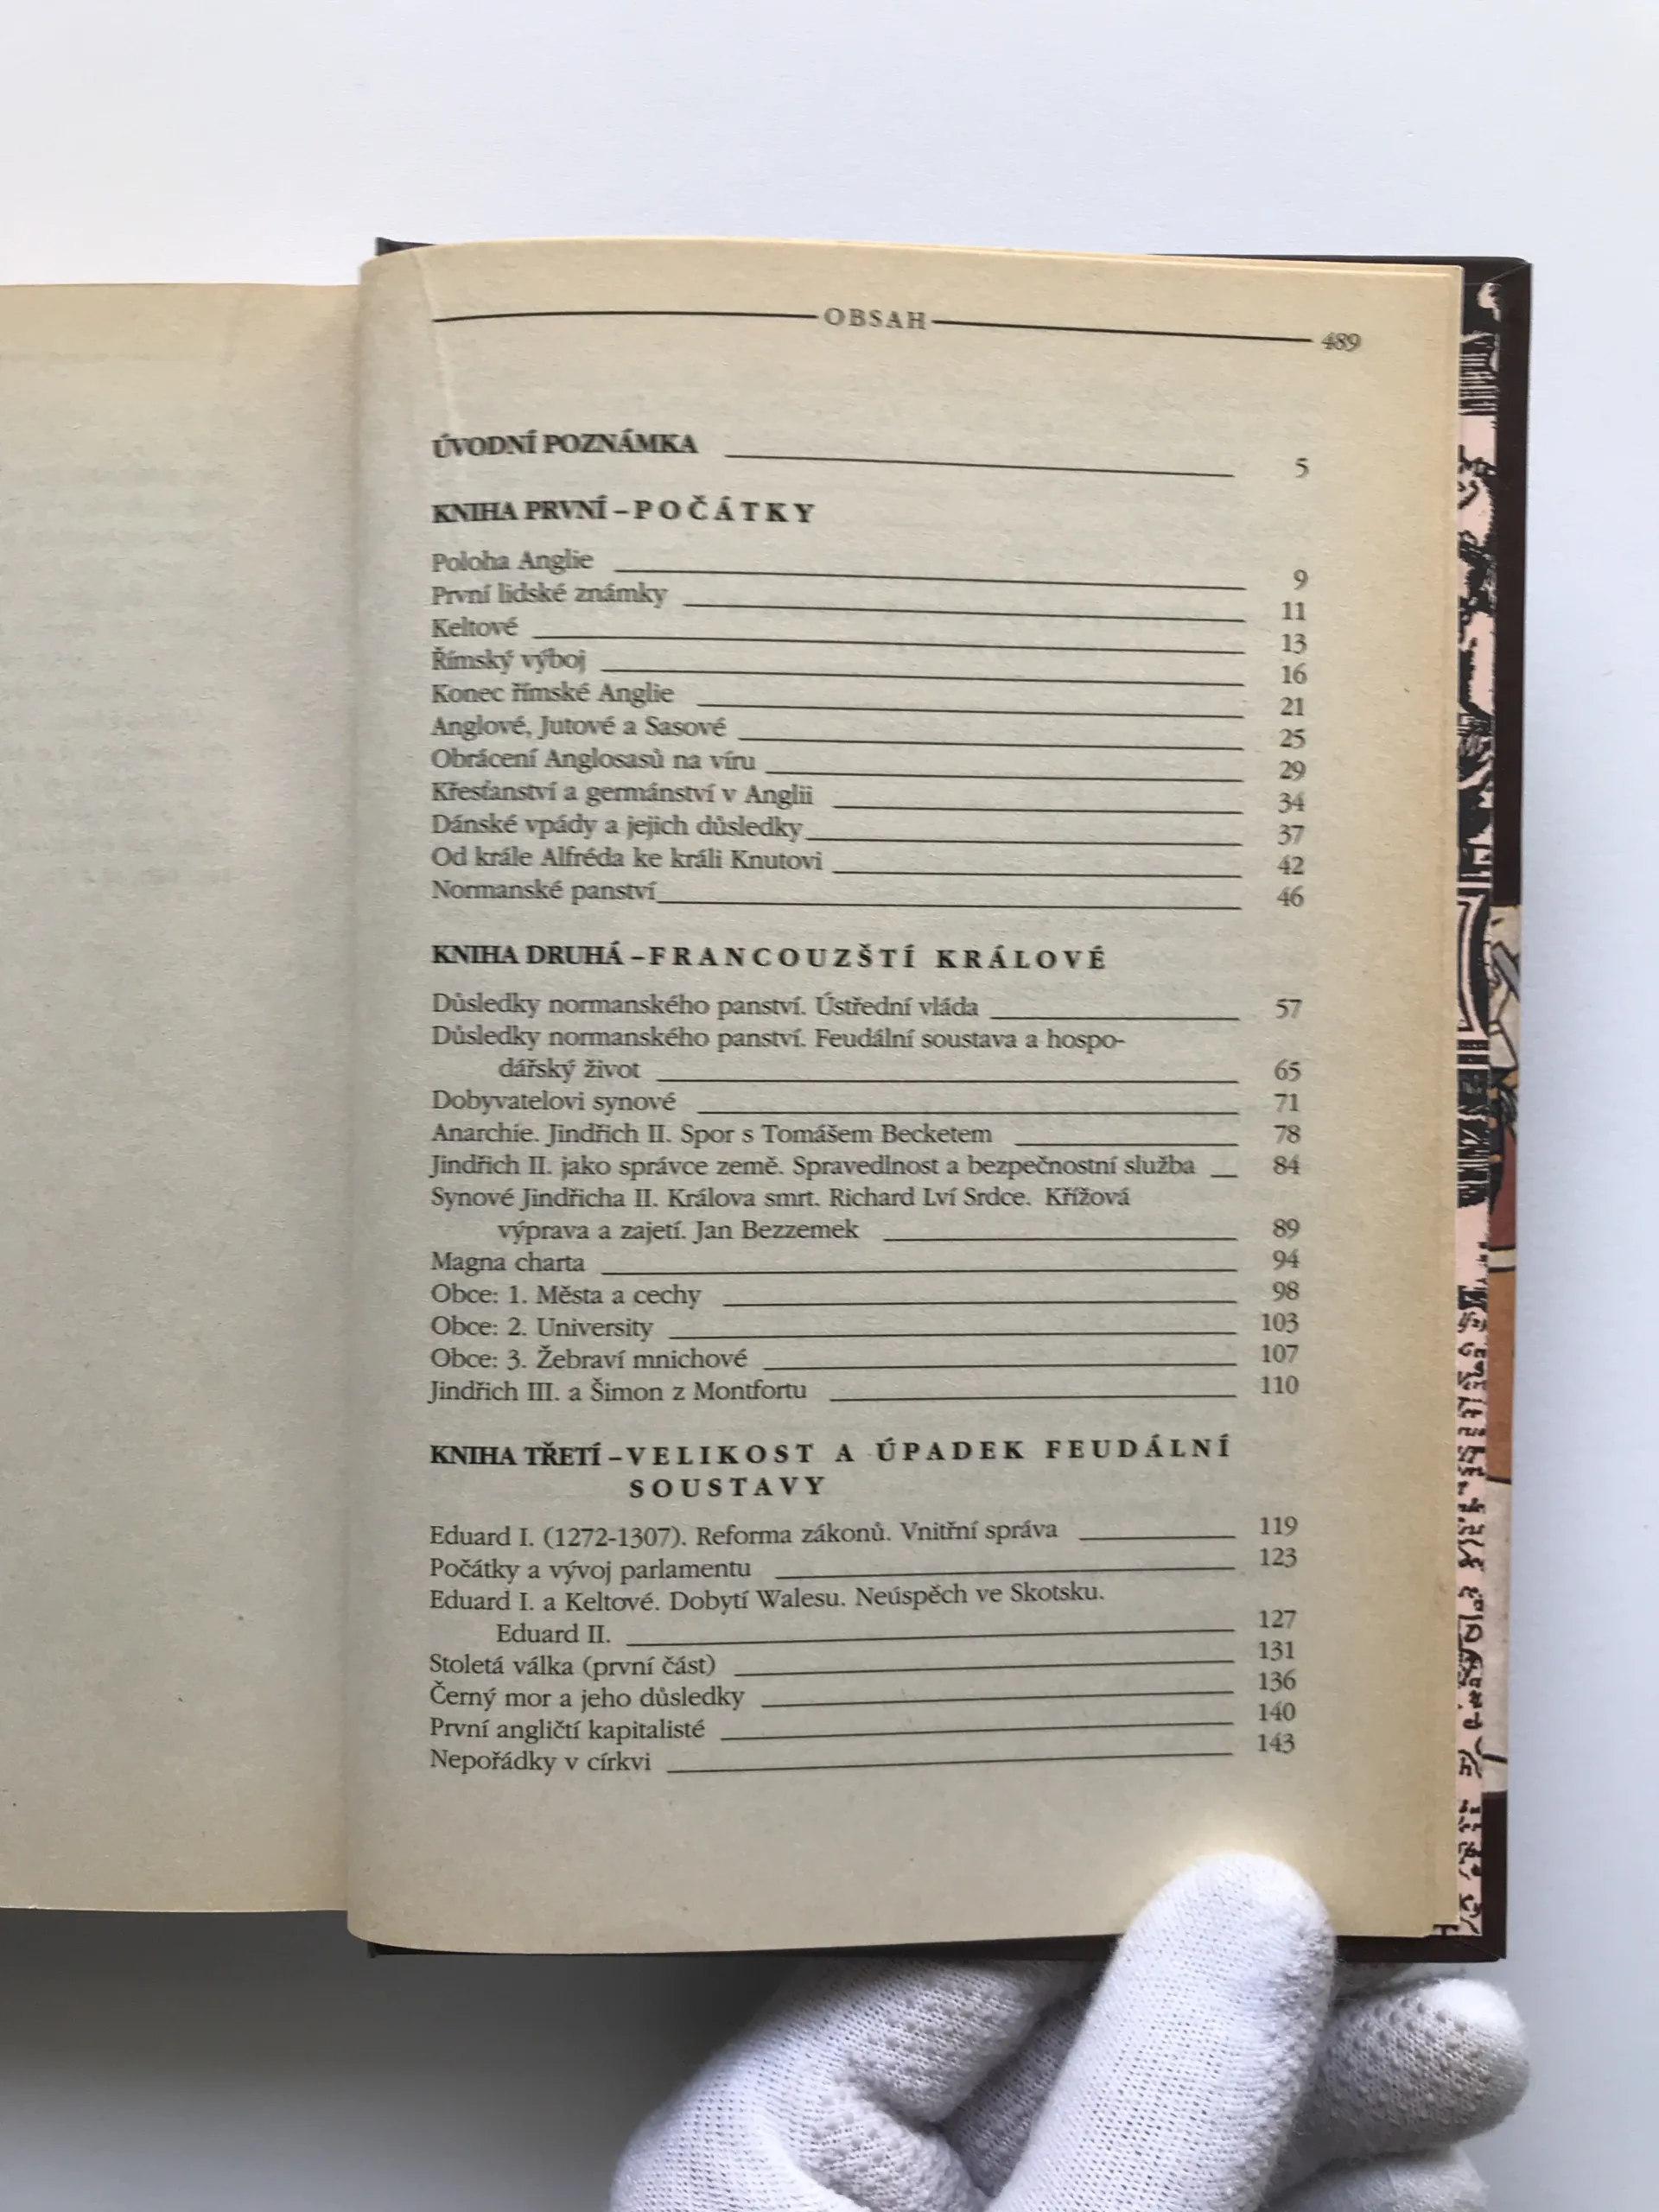 OBSAH 489
ÚVODNÍ POZNÁMKA 5
KNIHA PRVNÍ – POČÁTKY
Poloha Anglie 9
První lidské známky 11
Keltové 13
Římský výboj 16
Konec římské Anglie 21
Anglové, Jutové a Sasové 25
Obrácení Anglosasů na víru 29
Křesťanství a germánství v Anglii 34
Dánské vpády a jejich důsledky 37
Od krále Alfréda ke králi Knutovi 42
Normanské panství 46
KNIHA DRUHÁ – FRANCOUZŠTÍ KRÁLOVÉ
Důsledky normanského panství. Ústřední vláda 57
Důsledky normanského panství. Feudální soustava a hospo-
dářský život 65
Dobyvatelovi synové 71
Anarchie. Jindřich II. Spor s Tomášem Becketem 78
Jindřich II. jako správce země. Spravedlnost a bezpečnostní služba 84
Synové Jindřicha II. Králova smrt. Richard Lví Srdce. Křížová
výprava a zajetí. Jan Bezzemek 89
Magna charta 94
Obce: 1. Města a cechy 98
Obce: 2. University 103
Obce: 3. Žebraví mnichové 107
Jindřich III. a Šimon z Montfortu 110
KNIHA TŘETÍ – VELIKOST A ÚPADEK FEUDÁLNÍ
SOUSTAVY
Eduard I. (1272-1307). Reforma zákonů. Vnitřní správa 119
Počátky a vývoj parlamentu 123
Eduard I. a Keltové. Dobytí Walesu. Neúspěch ve Skotsku.
Eduard II. 127
Stoletá válka (první část) 131
Černý mor a jeho důsledky 136
První angličtí kapitalisté 140
Nepořádky v církvi 143